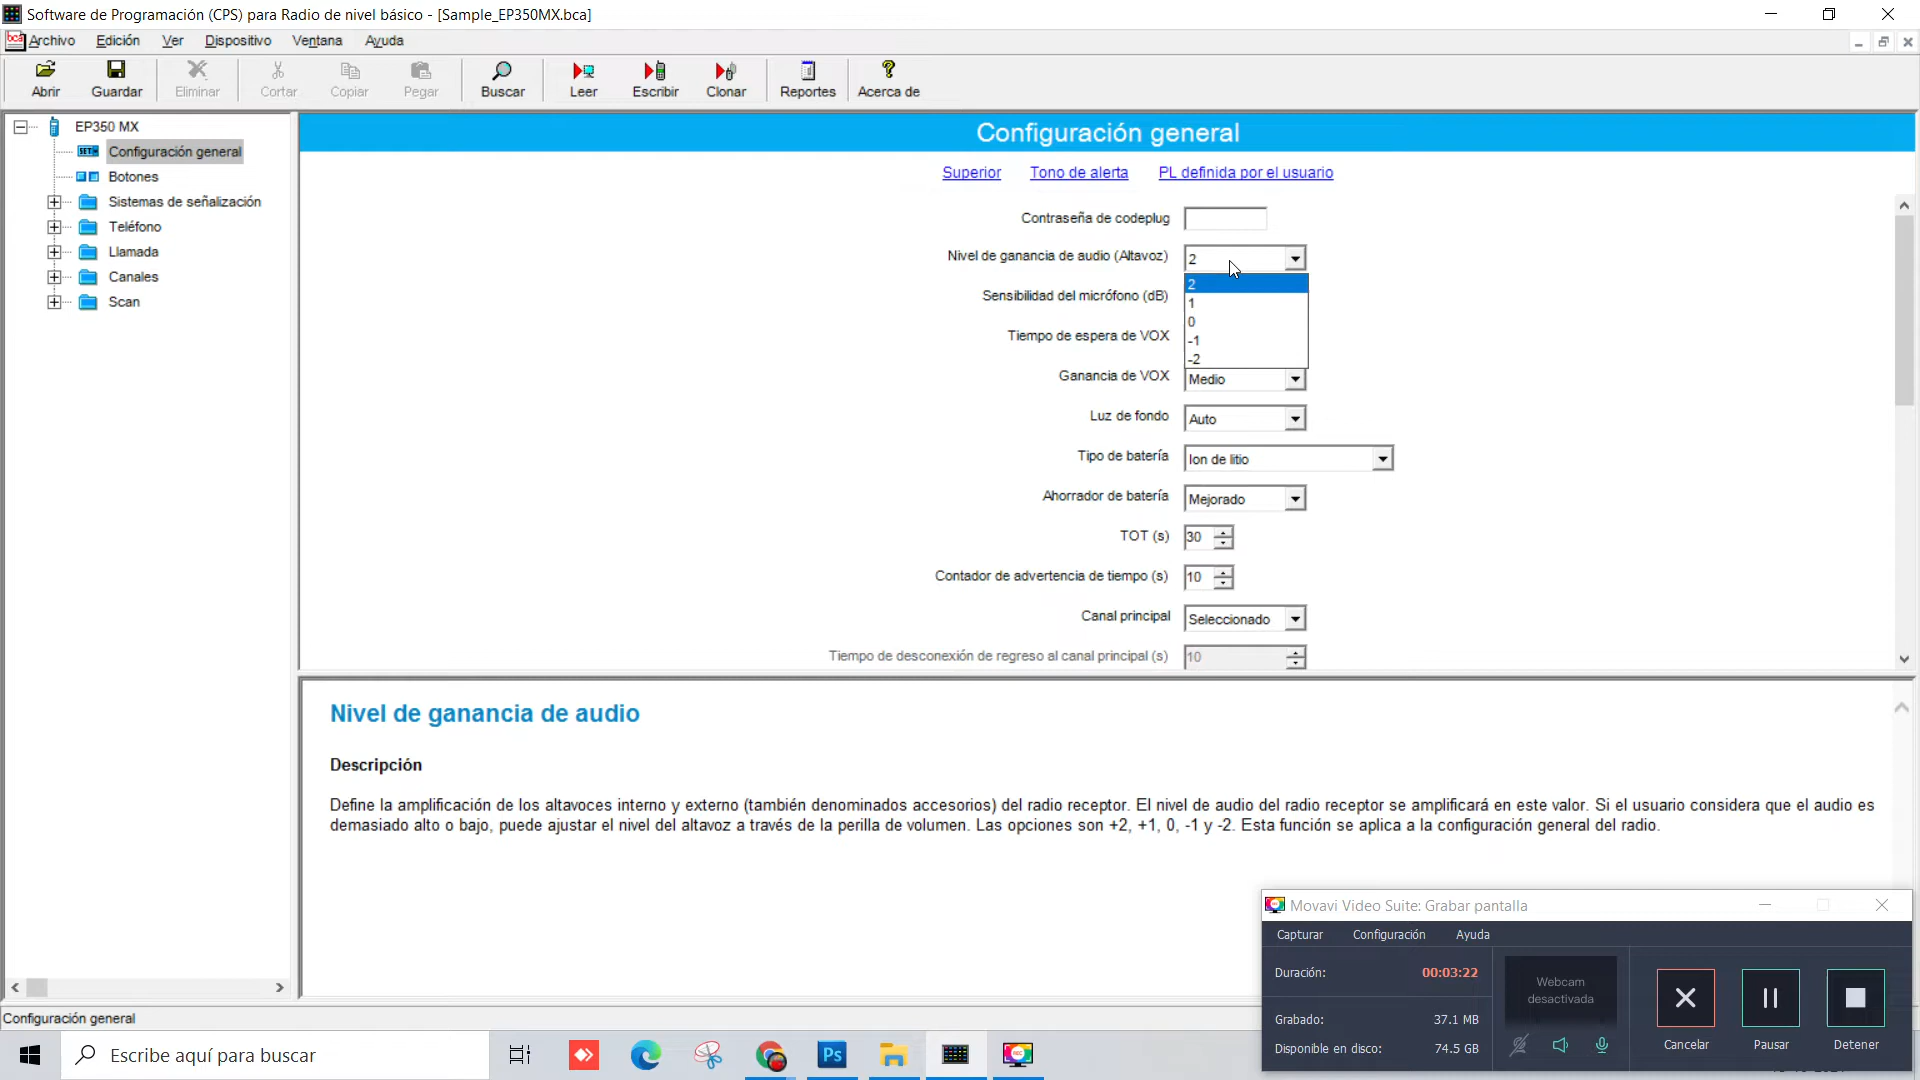 Software de Programación (CPS) para Radio de nivel básico - [Sample_EP350MX.bca]
bca Archivo Edición Ver Dispositivo Ventana Ayuda
Abrir Guardar Eliminar Cortar Copiar Pegar Buscar Leer Escribir Clonar Reportes Acerca de
EP350 MX
SET Configuración general
Botones
Sistemas de señalización
Teléfono
Llamada
Canales
Scan
Configuración general
Superior Tono de alerta PL definida por el usuario
Contraseña de codeplug
Nivel de ganancia de audio (Altavoz) 2
2
1
0
-1
-2
Sensibilidad del micrófono (dB)
Tiempo de espera de VOX
Ganancia de VOX Medio
Luz de fondo Auto
Tipo de batería Ion de litio
Ahorrador de batería Mejorado
TOT (s) 30
Contador de advertencia de tiempo (s) 10
Canal principal Seleccionado
Tiempo de desconexión de regreso al canal principal (s) 10
Nivel de ganancia de audio
Descripción
Define la amplificación de los altavoces interno y externo (también denominados accesorios) del radio receptor. El nivel de audio del radio receptor se amplificará en este valor. Si el usuario considera que el audio es
demasiado alto o bajo, puede ajustar el nivel del altavoz a través de la perilla de volumen. Las opciones son +2, +1, 0, -1 y -2. Esta función se aplica a la configuración general del radio.
Configuración general
Movavi Video Suite: Grabar pantalla
Capturar Configuración Ayuda
Duración: 00:03:22
Grabado: 37.1 MB
Disponible en disco: 74.5 GB
Webcam
desactivada
Cancelar Pausar Detener
Escribe aquí para buscar
Ps
REC